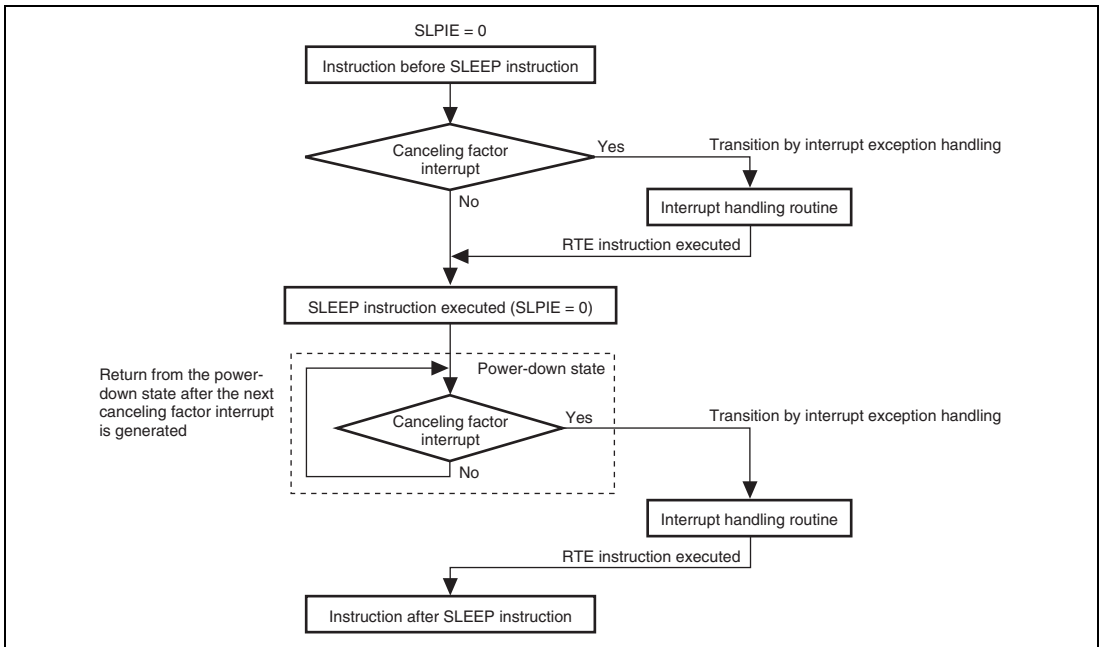 SLPIE = 0
Instruction before SLEEP instruction
Canceling factor
interrupt
Yes
Transition by interrupt exception handling
No
Interrupt handling routine
RTE instruction executed
SLEEP instruction executed (SLPIE = 0)
Return from the power-
down state after the next
canceling factor interrupt
is generated
Power-down state
Canceling factor
interrupt
Yes
Transition by interrupt exception handling
No
Interrupt handling routine
RTE instruction executed
Instruction after SLEEP instruction